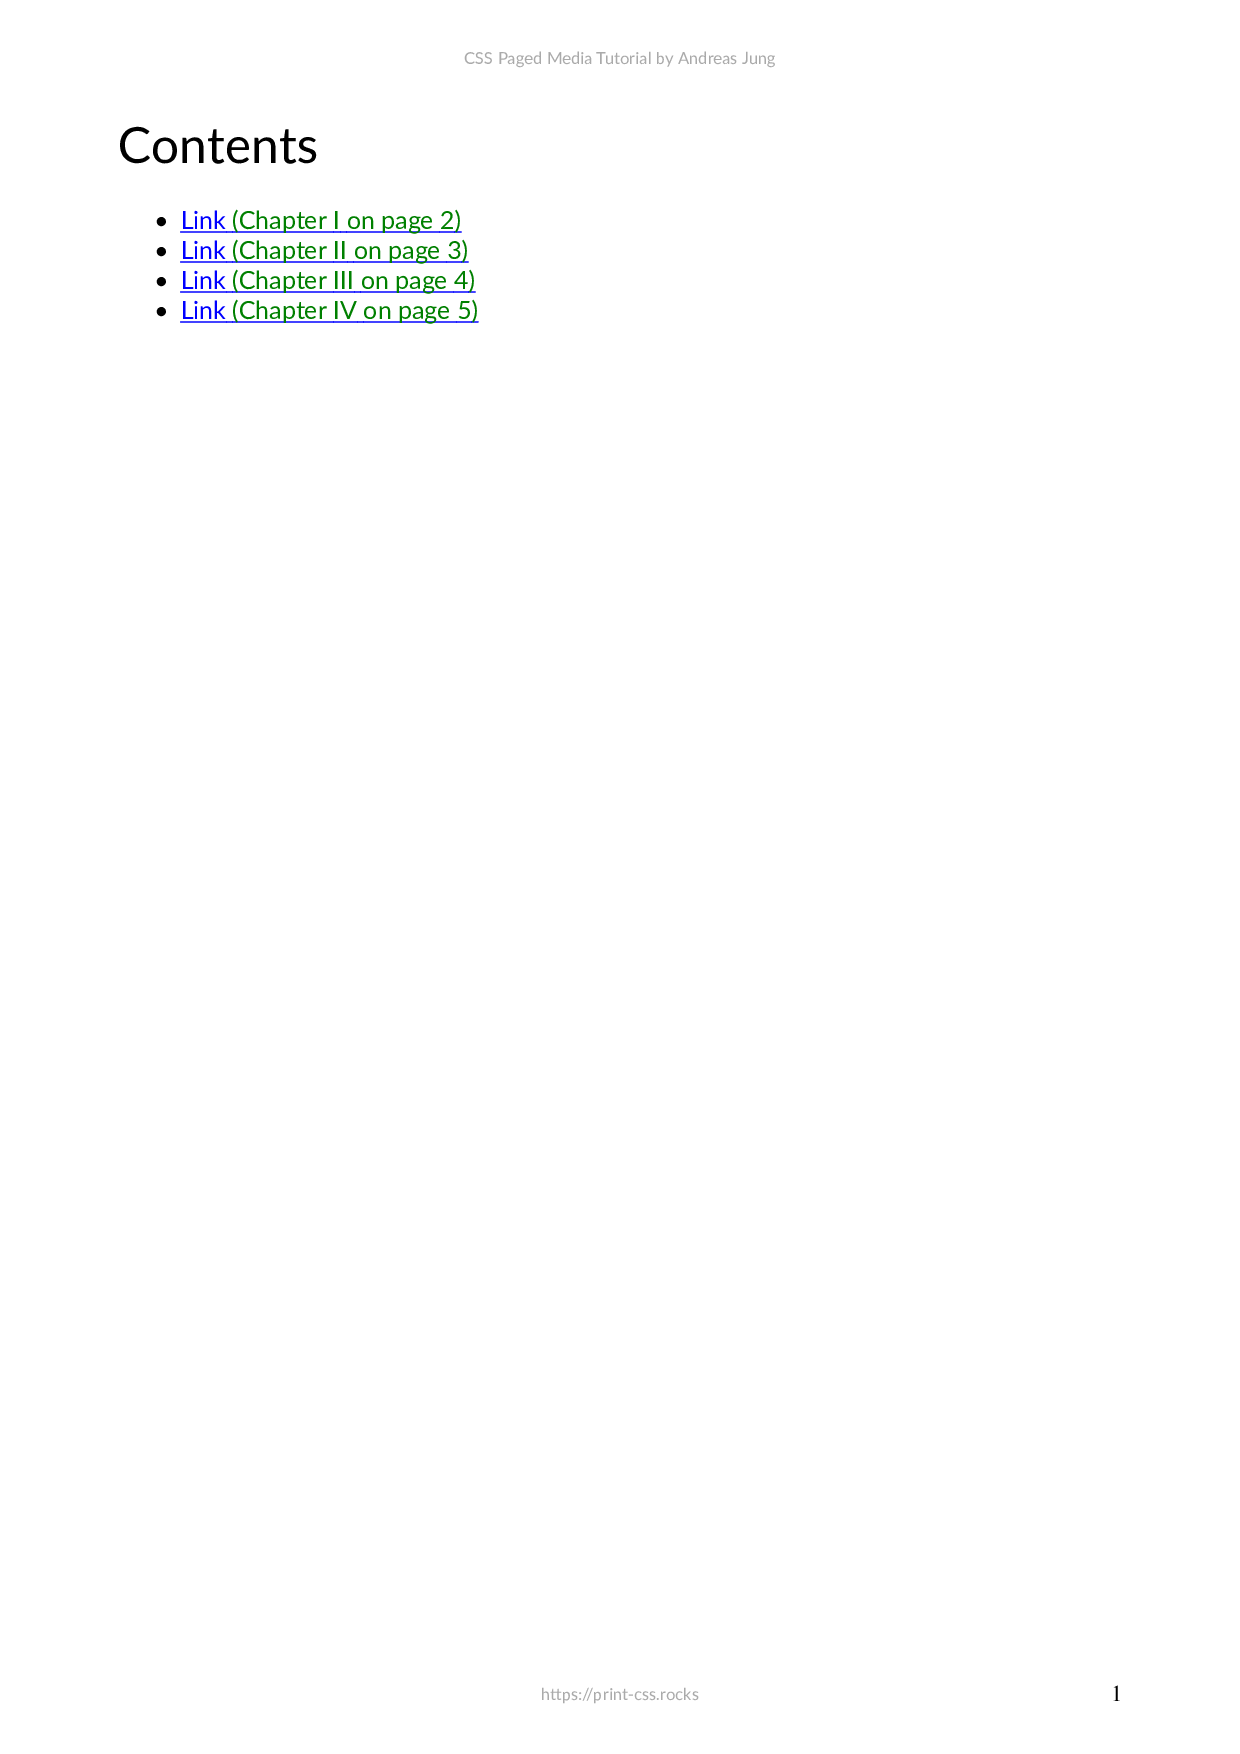 CSS Paged Media Tutorial by Andreas Jung
Contents
• Link (Chapter I on page 2)
• Link (Chapter II on page 3)
• Link (Chapter III on page 4)
• Link (Chapter IV on page 5)
https://print-css.rocks
1